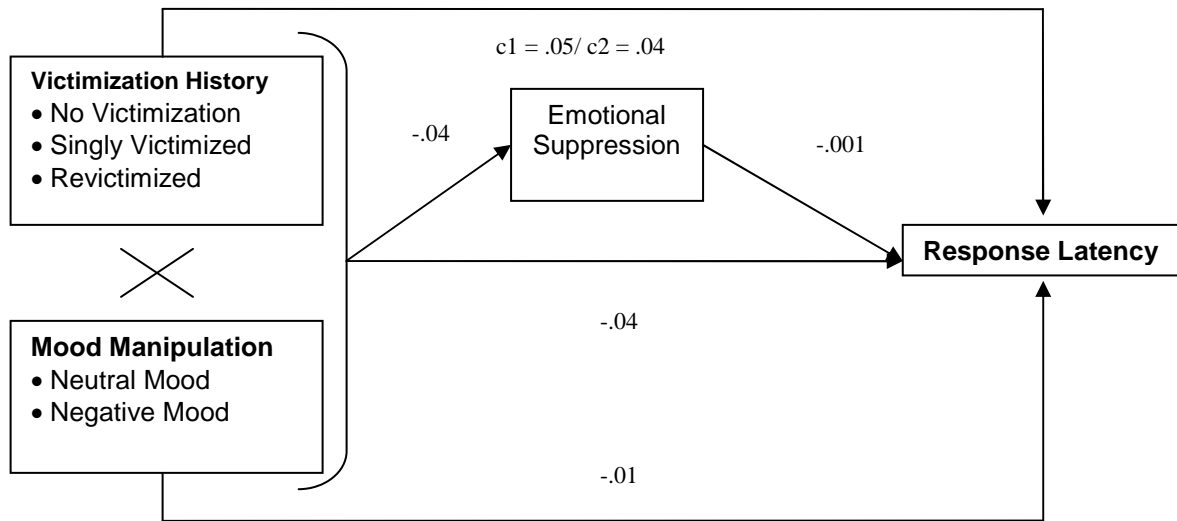 c1 = .05/ c2 = .04
Victimization History
• No Victimization
• Singly Victimized
• Revictimized
-.04
Emotional
Suppression
-.001
Response Latency
-.04
Mood Manipulation
• Neutral Mood
• Negative Mood
-.01